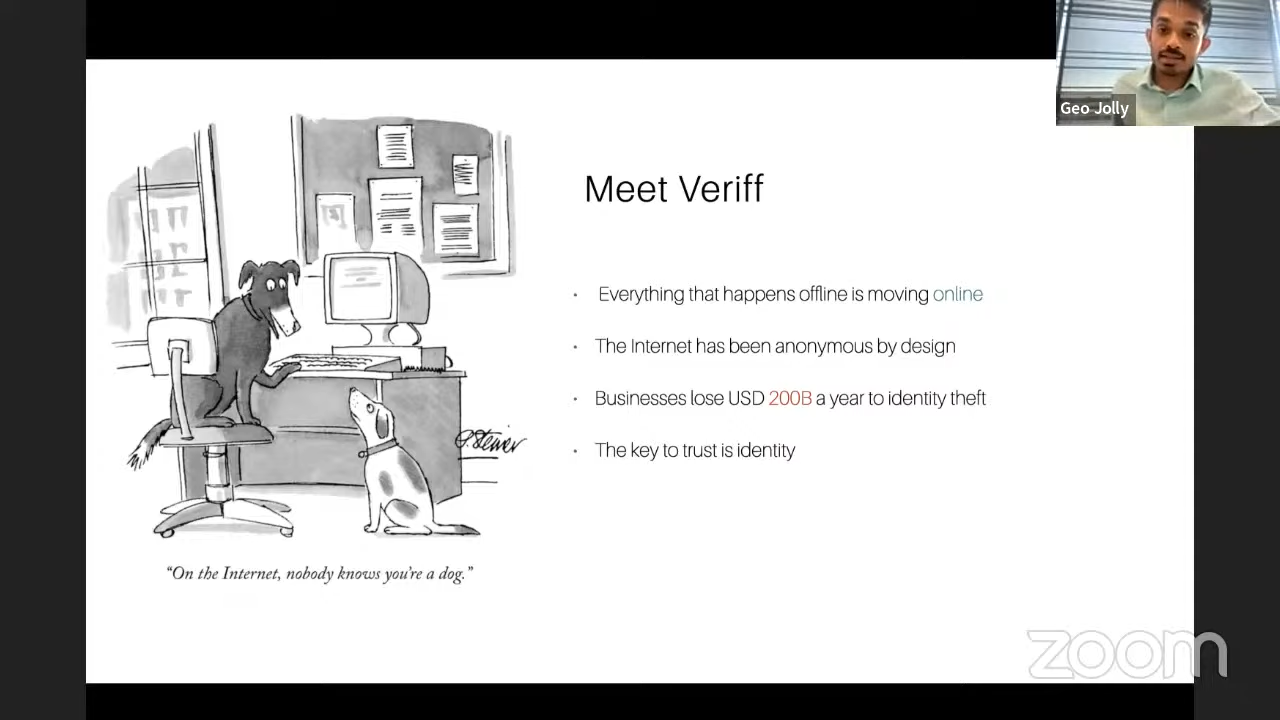 Geo Jolly
Meet Veriff
• Everything that happens offline is moving online
• The Internet has been anonymous by design
• Businesses lose USD 200B a year to identity theft
• The key to trust is identity
P. Steiner
“On the Internet, nobody knows you’re a dog.”
zoom